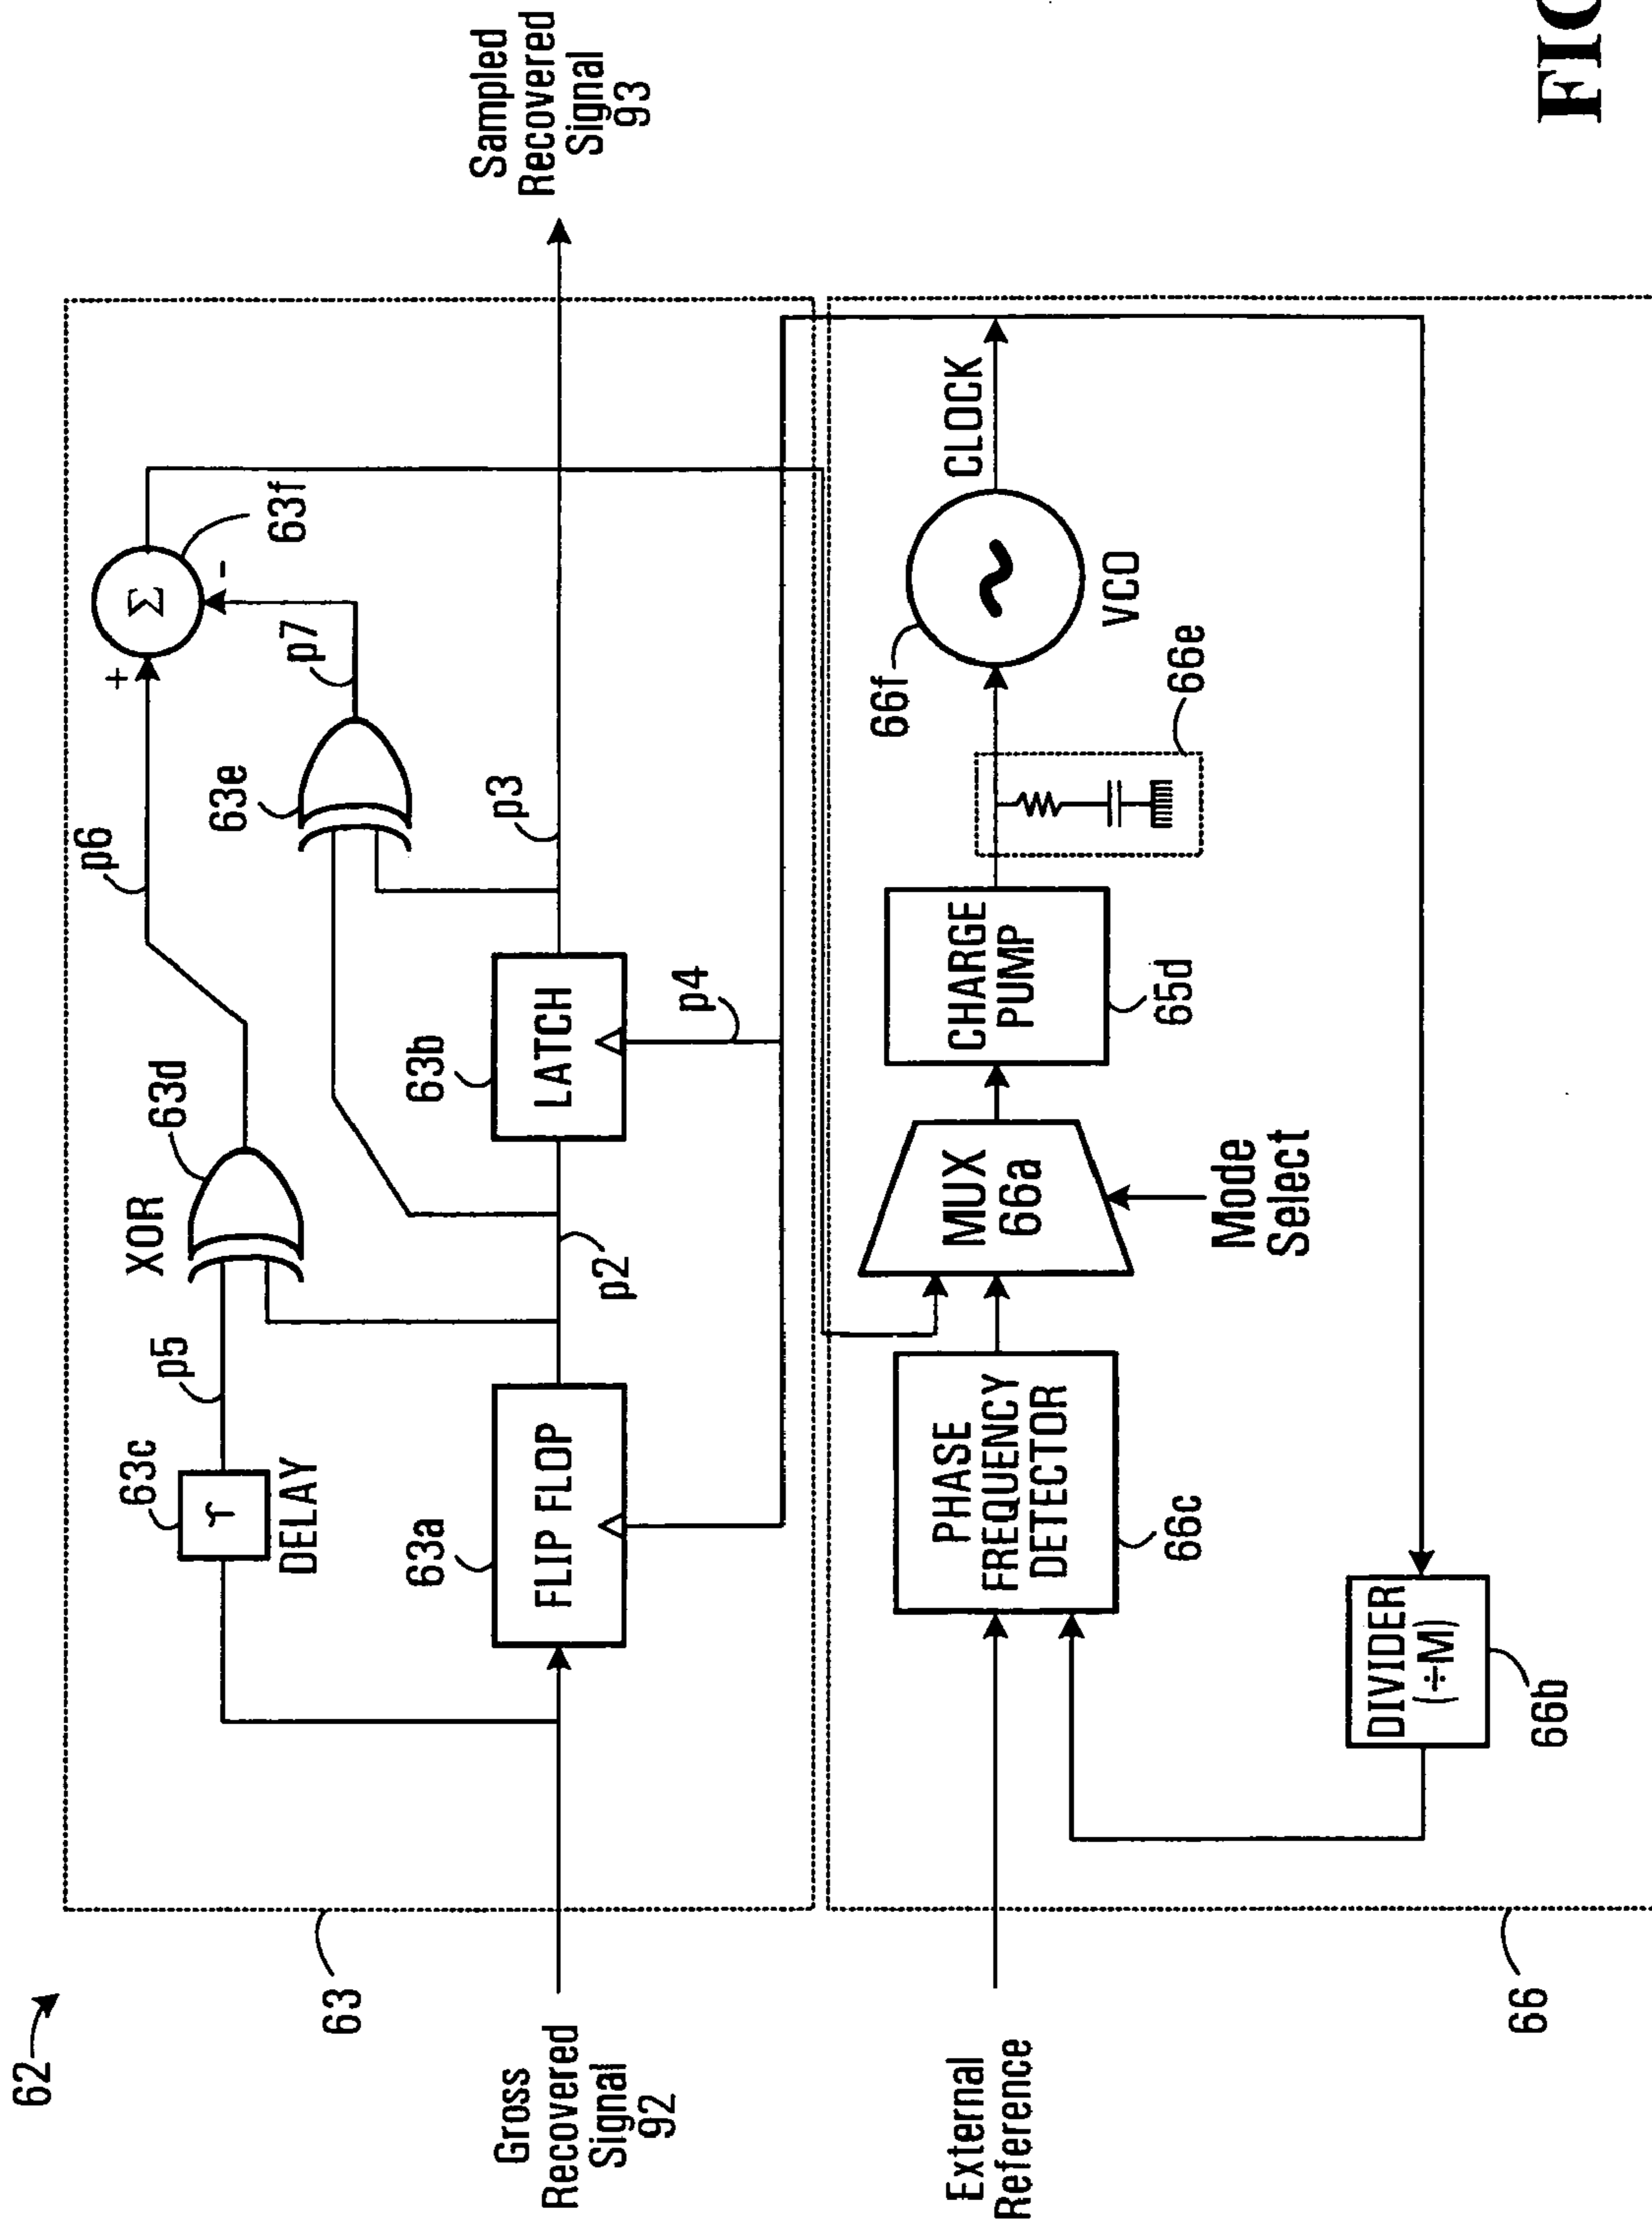 62
63
p6
p7
+
Σ
-
63f
63d
XOR
p5
63c
τ
DELAY
63e
63a
FLIP FLOP
p2
63b
LATCH
p4
p3
Gross
Recovered
Signal
92
Sampled
Recovered
Signal
93
External
Reference
PHASE
FREQUENCY
DETECTOR
66c
MUX
66a
Mode
Select
CHARGE
PUMP
65d
66e
66f
VCO
CLOCK
DIVIDER
(÷M)
66b
66